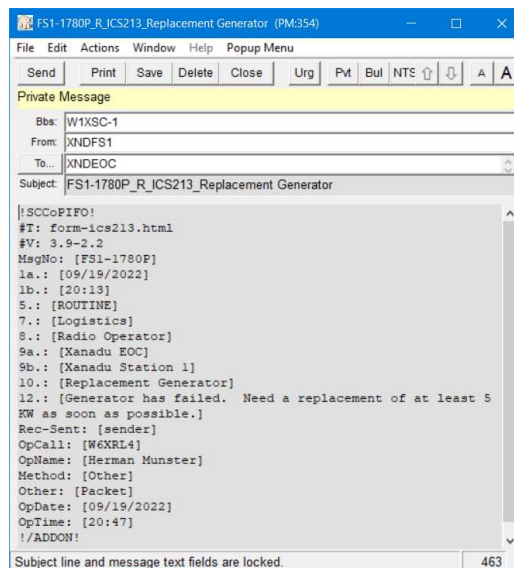 FS1-1780P_R_ICS213_Replacement Generator (PM:354)
File Edit Actions Window Help Popup Menu
Send Print Save Delete Close Urg Pvt Bul NTS A A
Private Message
Bbs: W1XSC-1
From: XNDFS1
To... XNDEOC
Subject: FS1-1780P_R_ICS213_Replacement Generator
!SCCoPIFO!
#T: form-ics213.html
#V: 3.9-2.2
MsgNo: [FS1-1780P]
1a.: [09/19/2022]
1b.: [20:13]
5.: [ROUTINE]
7.: [Logistics]
8.: [Radio Operator]
9a.: [Xanadu EOC]
9b.: [Xanadu Station 1]
10.: [Replacement Generator]
12.: [Generator has failed.  Need a replacement of at least 5
KW as soon as possible.]
Rec-Sent: [sender]
OpCall: [W6XRL4]
OpName: [Herman Munster]
Method: [Other]
Other: [Packet]
OpDate: [09/19/2022]
OpTime: [20:47]
!/ADDON!
Subject line and message text fields are locked. 463